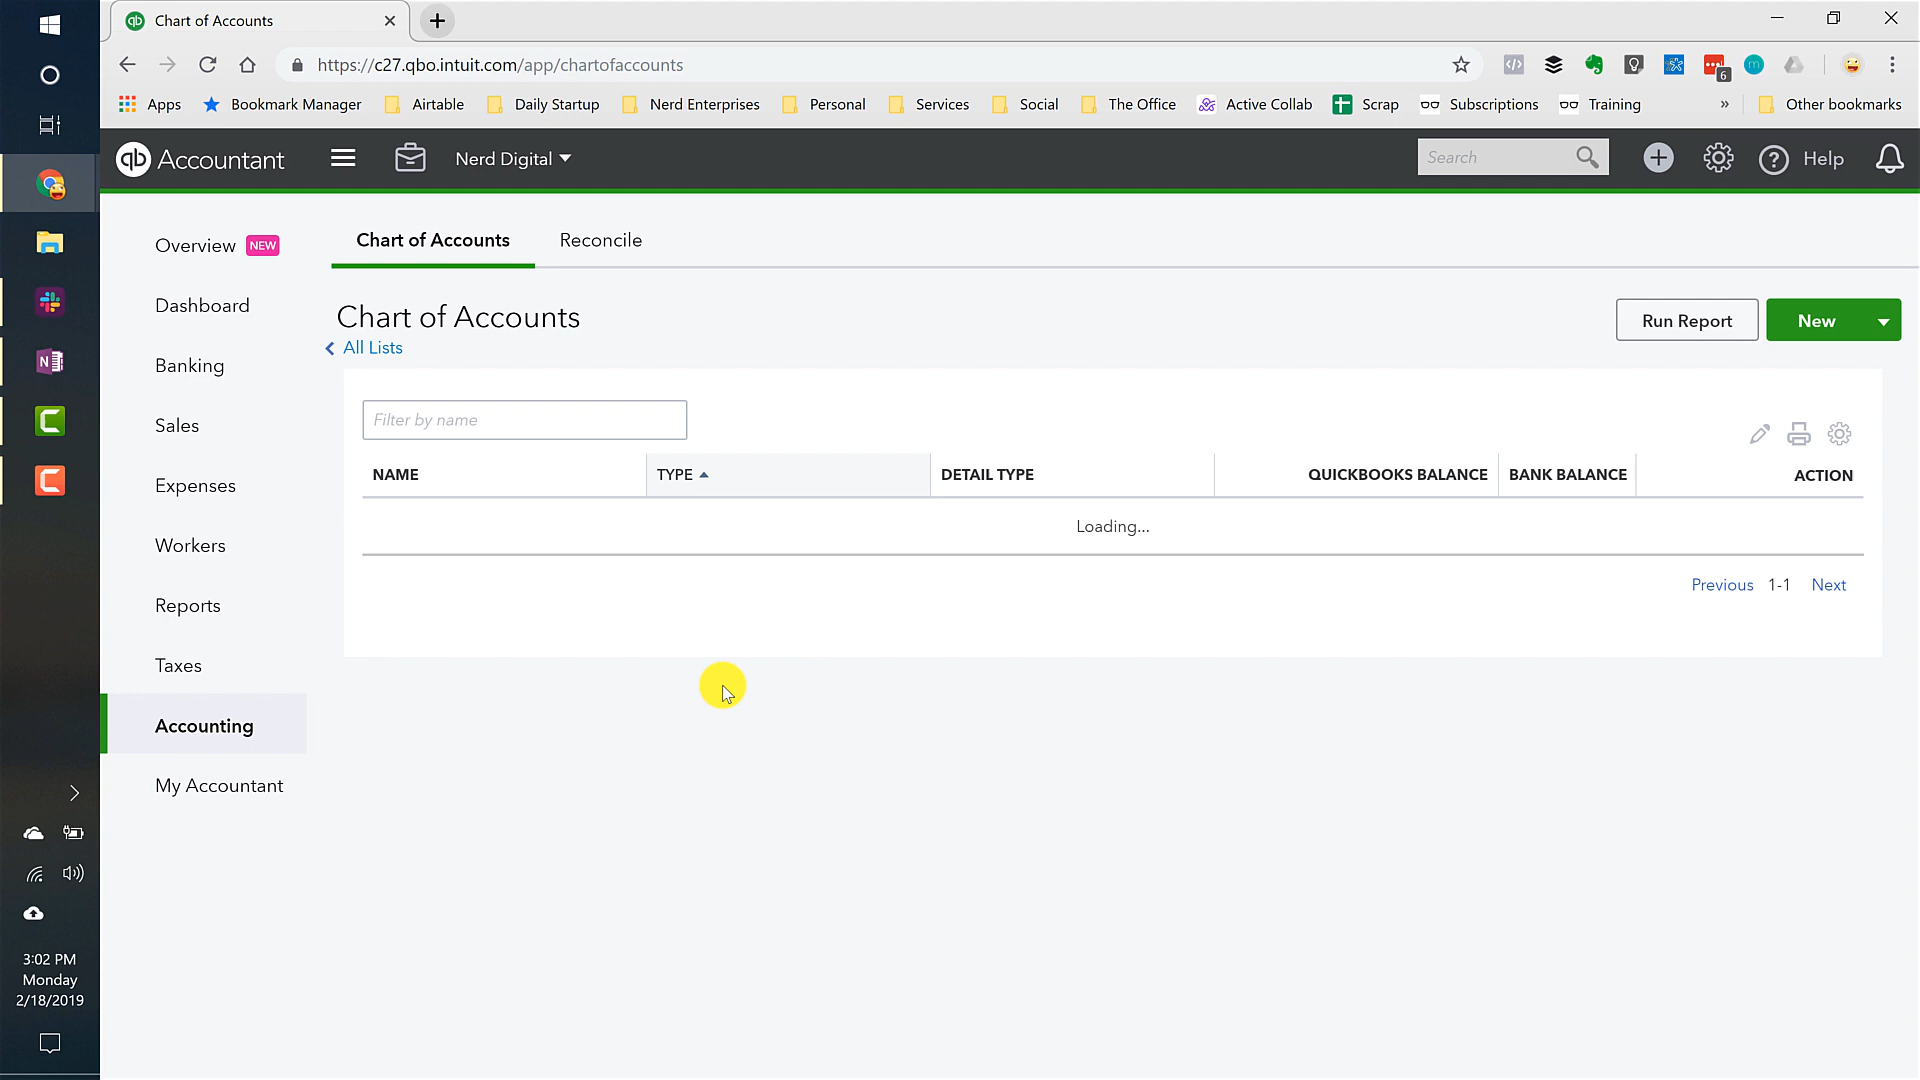 Chart of Accounts
https://c27.qbo.intuit.com/app/chartofaccounts
6
Apps Bookmark Manager Airtable Daily Startup Nerd Enterprises Personal Services Social The Office Active Collab Scrap Subscriptions Training » Other bookmarks
qb Accountant Nerd Digital Search Help
Overview NEW
Dashboard
Banking
Sales
Expenses
Workers
Reports
Taxes
Accounting
My Accountant
Chart of Accounts Reconcile
Chart of Accounts
All Lists
Run Report New
Filter by name
NAME TYPE DETAIL TYPE QUICKBOOKS BALANCE BANK BALANCE ACTION
Loading...
Previous 1-1 Next
3:02 PM
Monday
2/18/2019